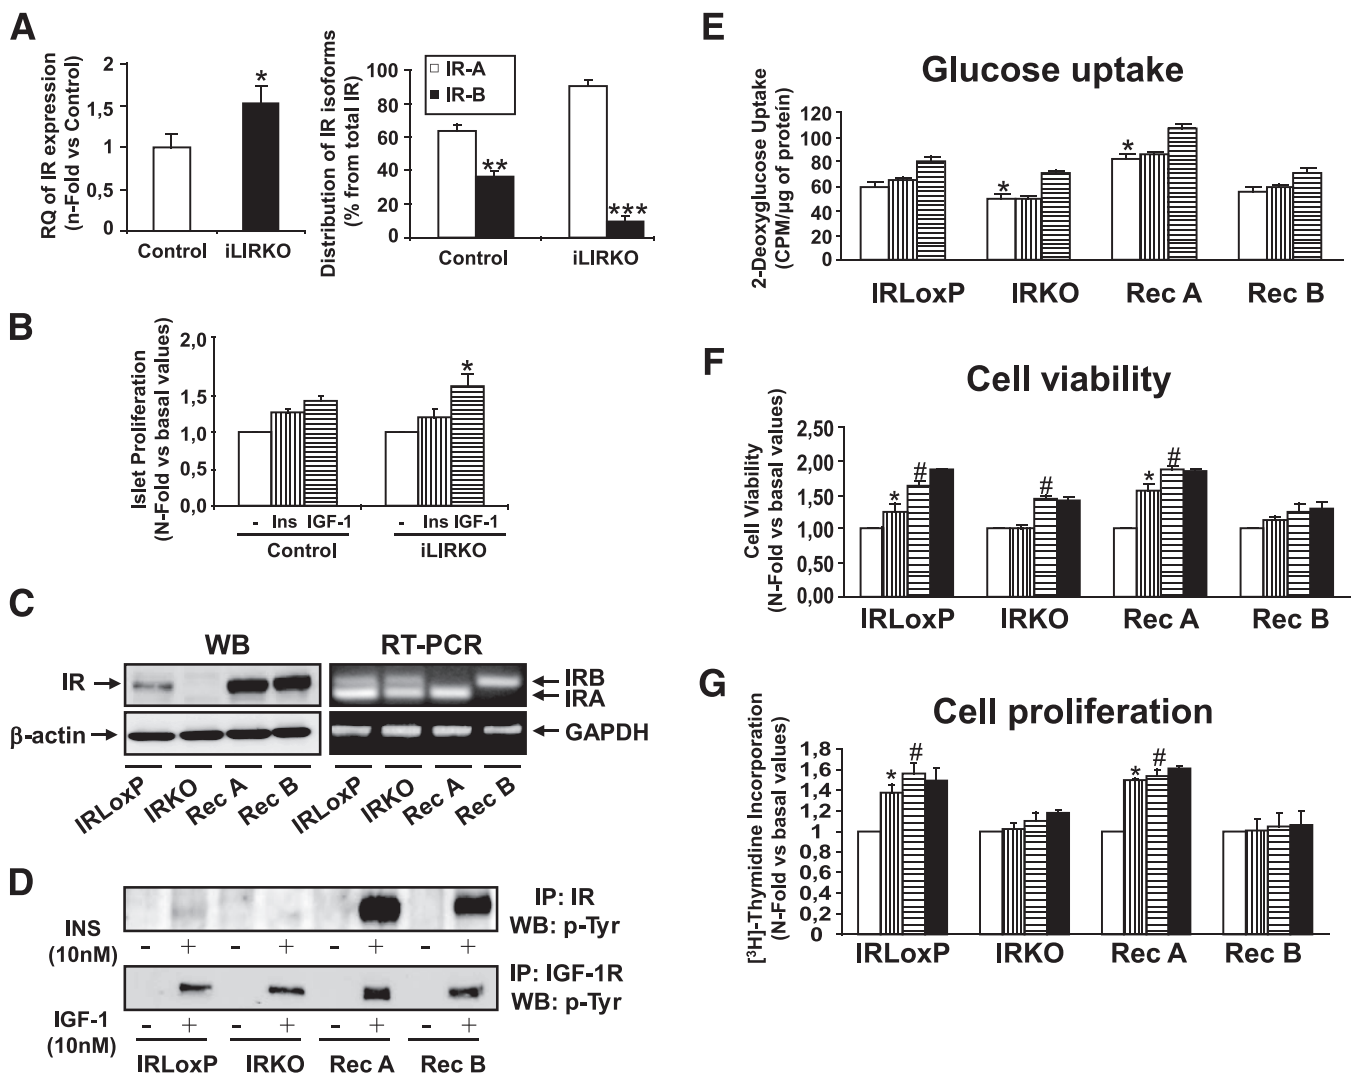 A
RQ of IR expression
(n-Fold vs Control)
2
1,5
1
0,5
0
*
Control
iLIRKO
Distribution of IR isoforms
(% from total IR)
100
80
60
40
20
0
IR-A
IR-B
**
***
Control
iLIRKO
B
Islet Proliferation
(N-Fold vs basal values)
2,0
1,5
1,0
0,5
0,0
*
- Ins IGF-1
- Ins IGF-1
Control
iLIRKO
C
WB
RT-PCR
IR
IRB
IRA
β-actin
GAPDH
IRLoxP
IRKO
Rec A
Rec B
IRLoxP
IRKO
Rec A
Rec B
D
IP: IR
WB: p-Tyr
INS
(10nM)
- + - + - + - +
IP: IGF-1R
WB: p-Tyr
IGF-1
(10nM)
- + - + - + - +
IRLoxP
IRKO
Rec A
Rec B
E
Glucose uptake
2-Deoxyglucose Uptake
(CPM/µg of proteín)
120
100
80
60
40
20
0
*
*
IRLoxP
IRKO
Rec A
Rec B
F
Cell viability
Cell Viability
(N-Fold vs basal values)
2,50
2,00
1,50
1,00
0,50
0,00
*
#
#
*
#
IRLoxP
IRKO
Rec A
Rec B
G
Cell proliferation
[³H]-Thymidine Incorporation
(N-Fold vs basal values)
1,8
1,6
1,4
1,2
1
0,8
0,6
0,4
0,2
0
*
#
*
#
IRLoxP
IRKO
Rec A
Rec B